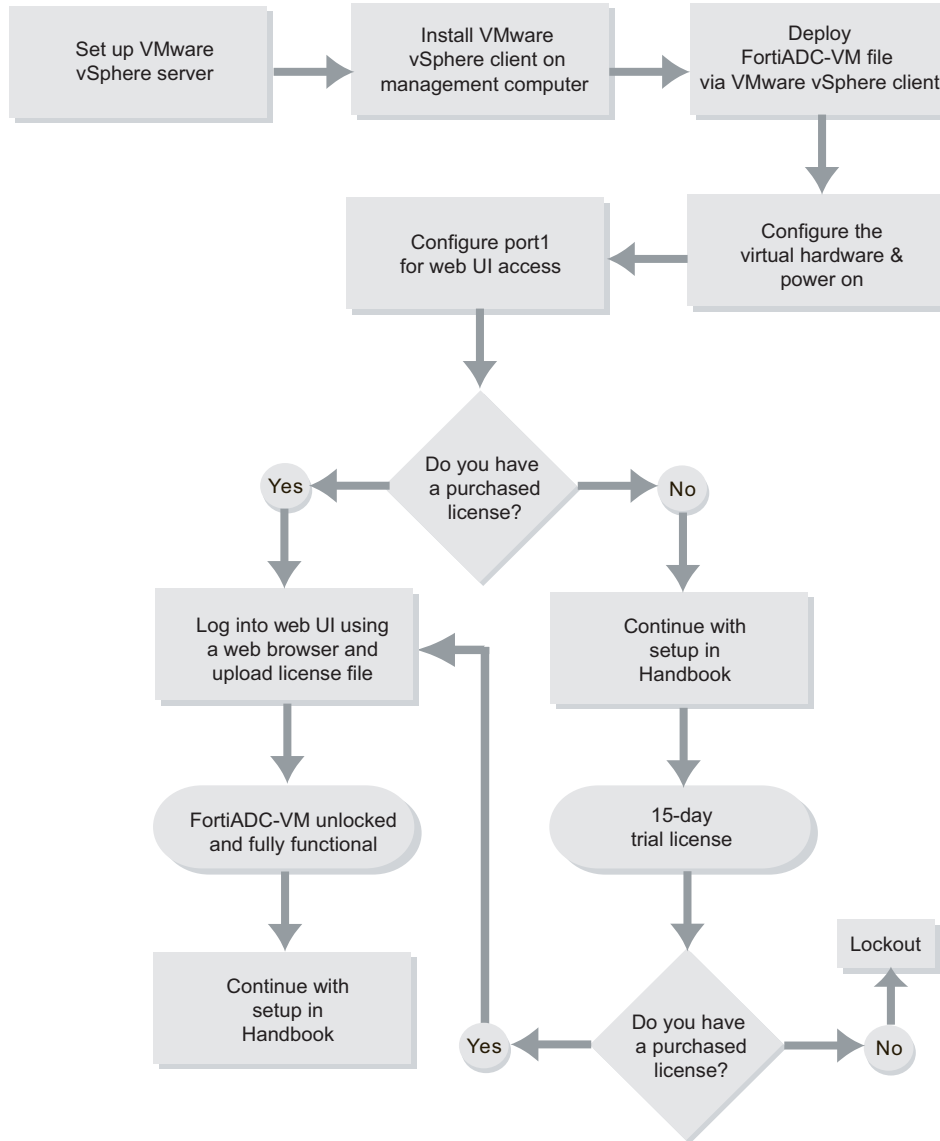 Set up VMware
vSphere server
Install VMware
vSphere client on
management computer
Deploy
FortiADC-VM file
via VMware vSphere client
Configure port1
for web UI access
Configure the
virtual hardware &
power on
Do you have
a purchased
license?
Yes
No
Log into web UI using
a web browser and
upload license file
Continue with
setup in
Handbook
FortiADC-VM unlocked
and fully functional
15-day
trial license
Continue with
setup in
Handbook
Lockout
Do you have
a purchased
license?
Yes
No